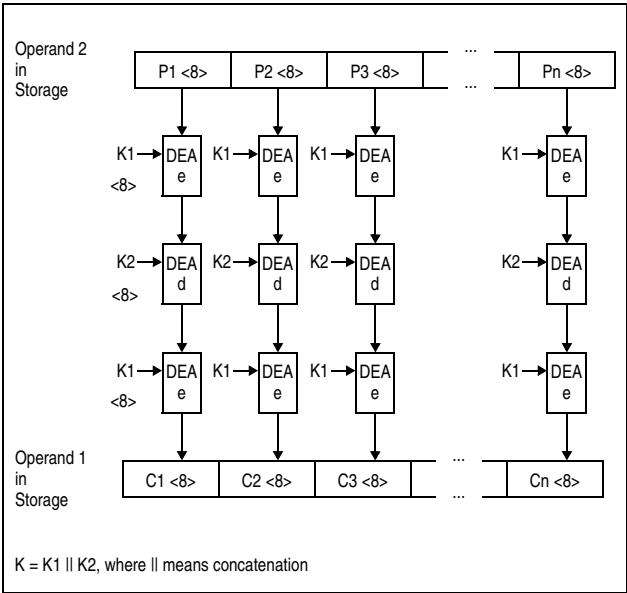 Operand 2
in
Storage
...
P1 <8> P2 <8> P3 <8> Pn <8>
...
K1 DEA K1 DEA K1 DEA K1 DEA
e e e e
<8>
K2 DEA K2 DEA K2 DEA K2 DEA
d d d d
<8>
K1 DEA K1 DEA K1 DEA K1 DEA
e e e e
<8>
Operand 1
in
Storage
...
C1 <8> C2 <8> C3 <8> Cn <8>
...
K = K1 || K2, where || means concatenation